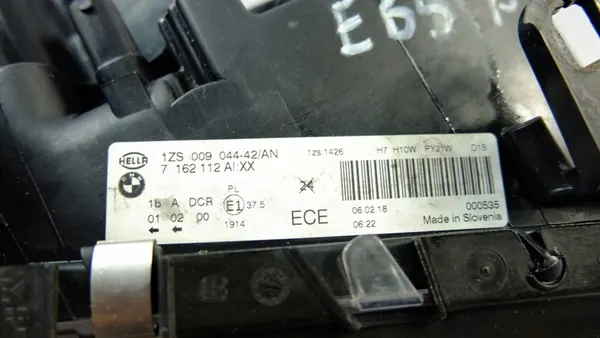 E65
HELLA 1ZS 009 044-42/AN 1zs 1426 H7 H10W PY21W D1S
7 162 112 AI:XX
1b A DCR PL 24
01 02 00 E1 37.5 ECE 06.02.18 000535
1914 06:22 Made in Slovenia